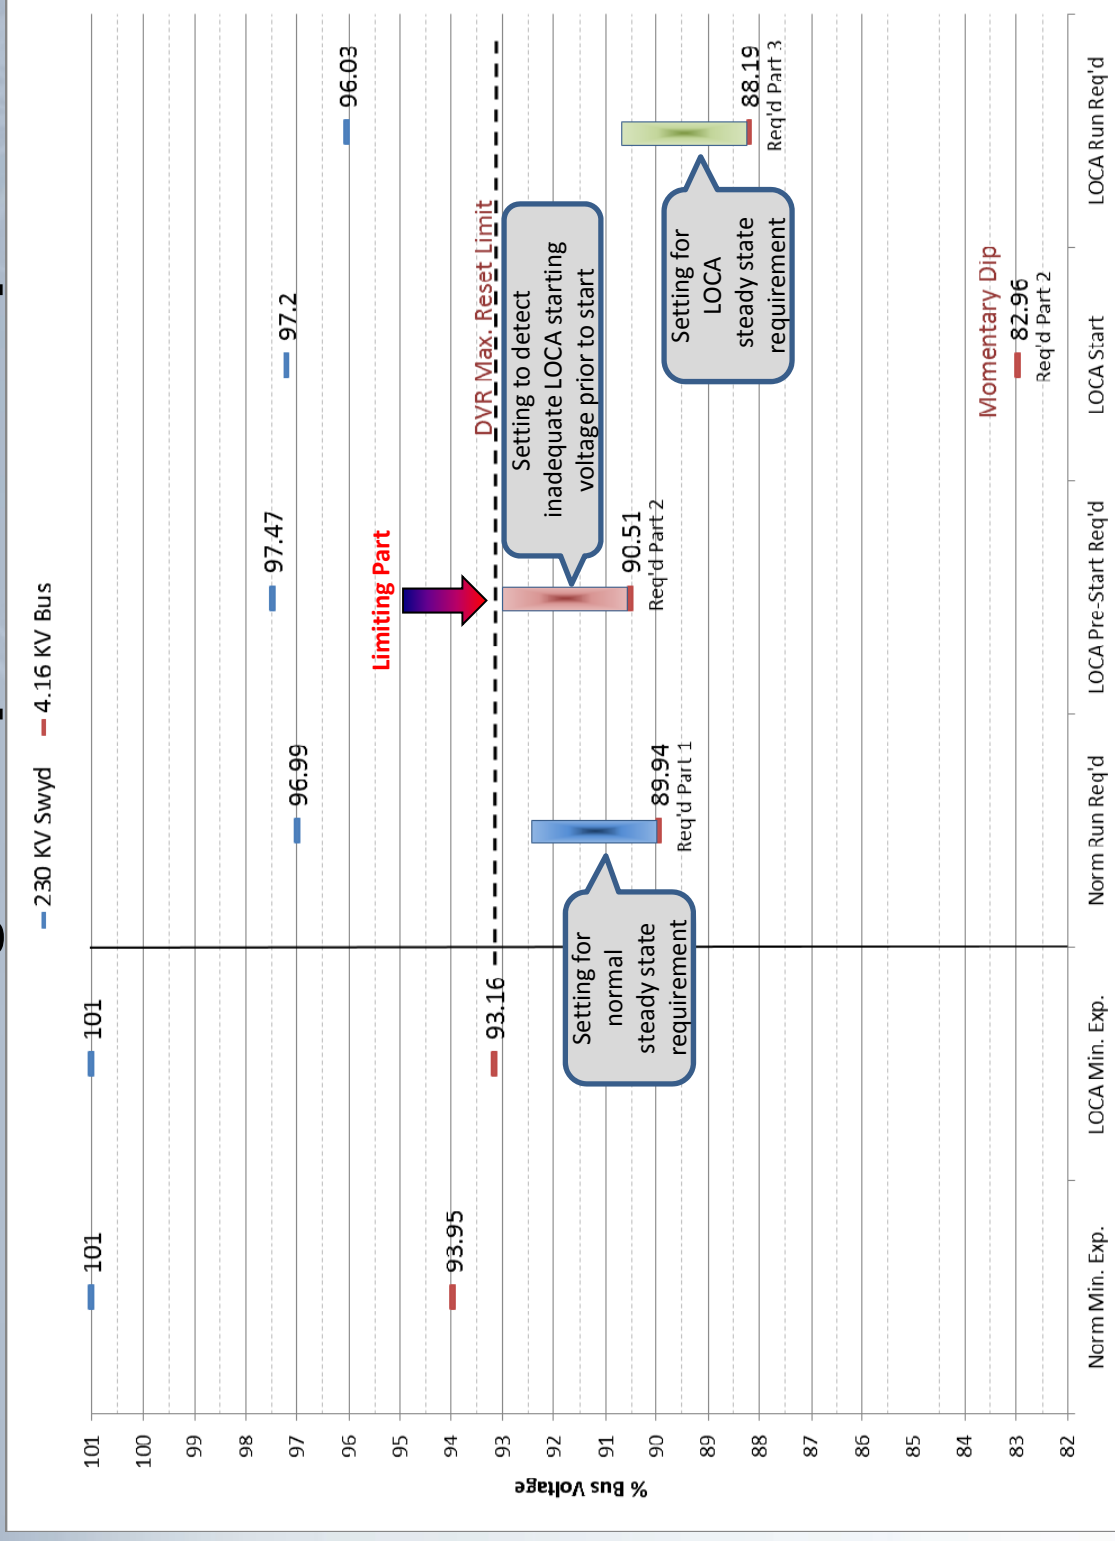 230 KV Swyd
4.16 KV Bus
% Bus Voltage
101
100
99
98
97
96
95
94
93
92
91
90
89
88
87
86
85
84
83
82
101
93.95
101
93.16
96.99
89.94
Req'd Part 1
Setting for
normal
steady state
requirement
Limiting Part
97.47
90.51
Req'd Part 2
DVR Max. Reset Limit
Setting to detect
inadequate LOCA starting
voltage prior to start
97.2
Momentary Dip
82.96
Req'd Part 2
96.03
88.19
Req'd Part 3
Setting for
LOCA
steady state
requirement
Norm Min. Exp.
LOCA Min. Exp.
Norm Run Req'd
LOCA Pre-Start Req'd
LOCA Start
LOCA Run Req'd